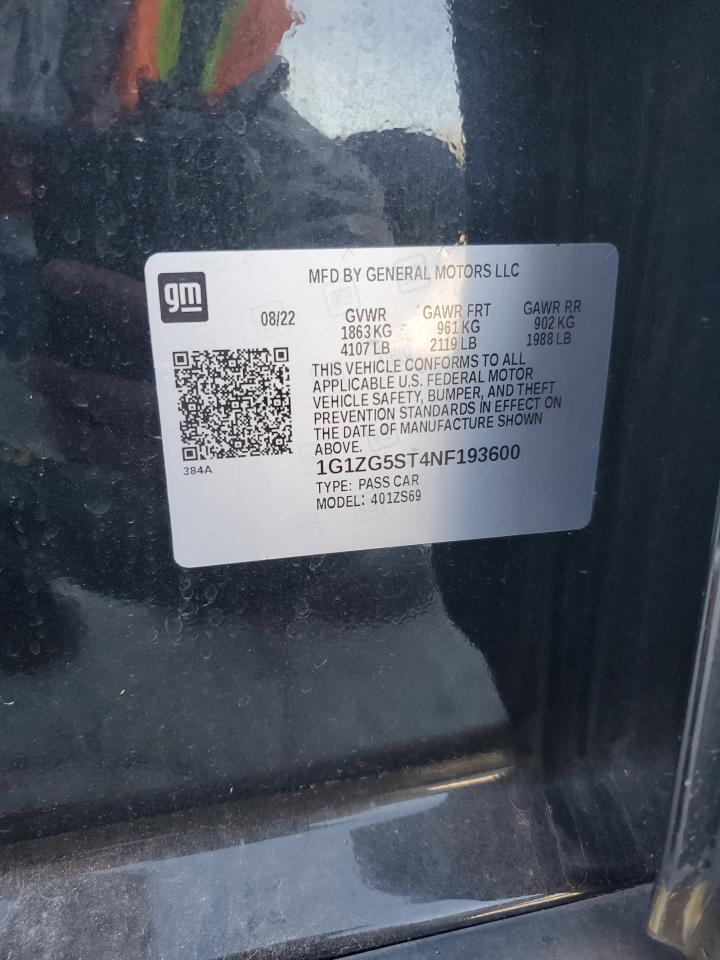 gm
MFD BY GENERAL MOTORS LLC
08/22 GVWR GAWR FRT GAWR RR
1863 KG 961 KG 902 KG
4107 LB 2119 LB 1988 LB
THIS VEHICLE CONFORMS TO ALL
APPLICABLE U.S. FEDERAL MOTOR
VEHICLE SAFETY, BUMPER, AND THEFT
PREVENTION STANDARDS IN EFFECT ON
THE DATE OF MANUFACTURE SHOWN
ABOVE.
384A
1G1ZG5ST4NF193600
TYPE: PASS CAR
MODEL: 401ZS69